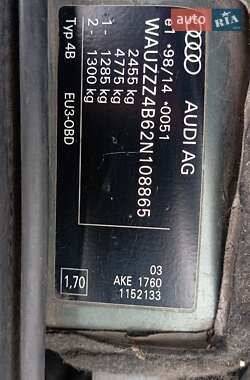 AUTO RIA
AUDI AG
e1 *98/14 *0051
WAUZZZ4B62N108865
2455 kg
4775 kg
1 - 1285 kg
2 - 1300 kg
Typ 4B EU3-OBD
1,70
03
AKE 1760
1152133